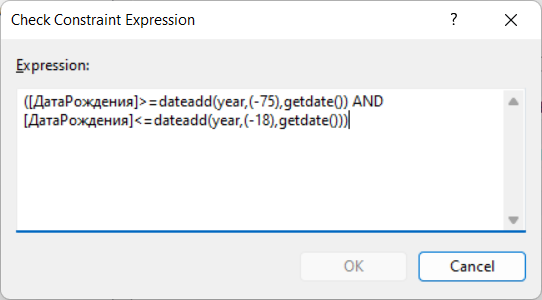 Check Constraint Expression
?
Expression:
([ДатаРождения]>=dateadd(year,(-75),getdate()) AND
[ДатаРождения]<=dateadd(year,(-18),getdate()))
OK
Cancel